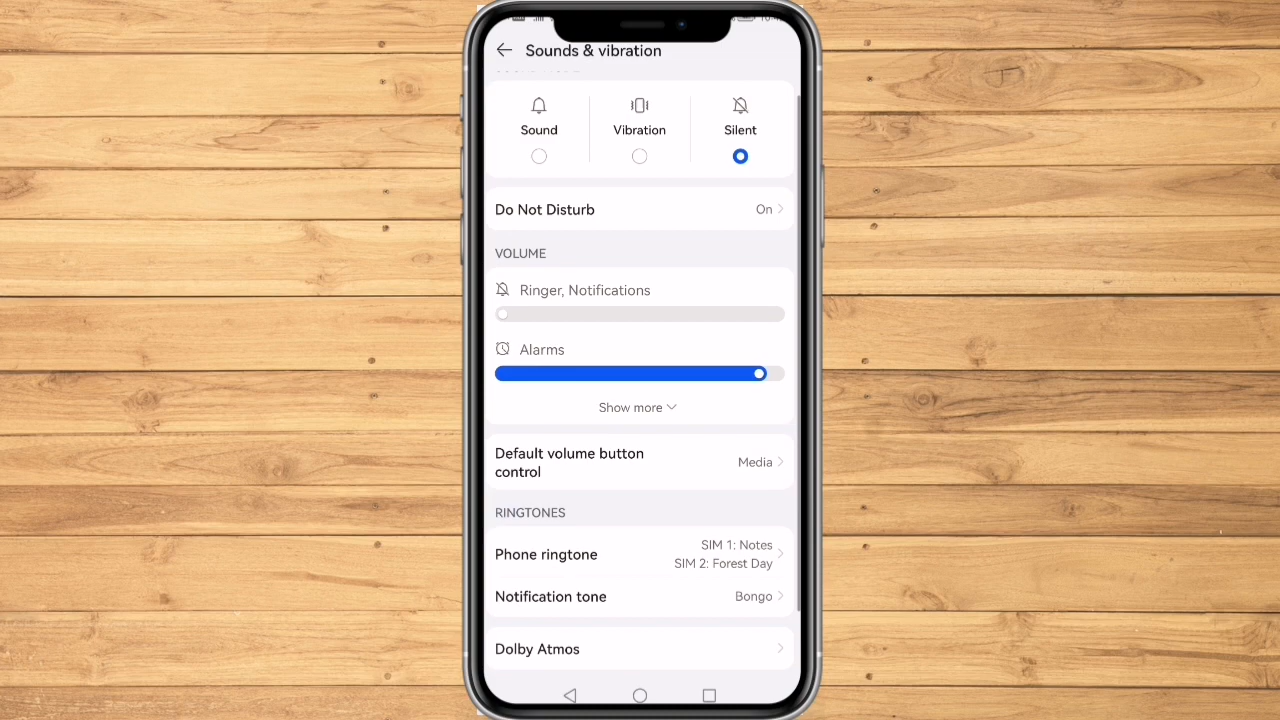 Sounds & vibration
Sound
Vibration
Silent
Do Not Disturb
On
VOLUME
Ringer, Notifications
Alarms
Show more
Default volume button
control
Media
RINGTONES
Phone ringtone
SIM 1: Notes
SIM 2: Forest Day
Notification tone
Bongo
Dolby Atmos